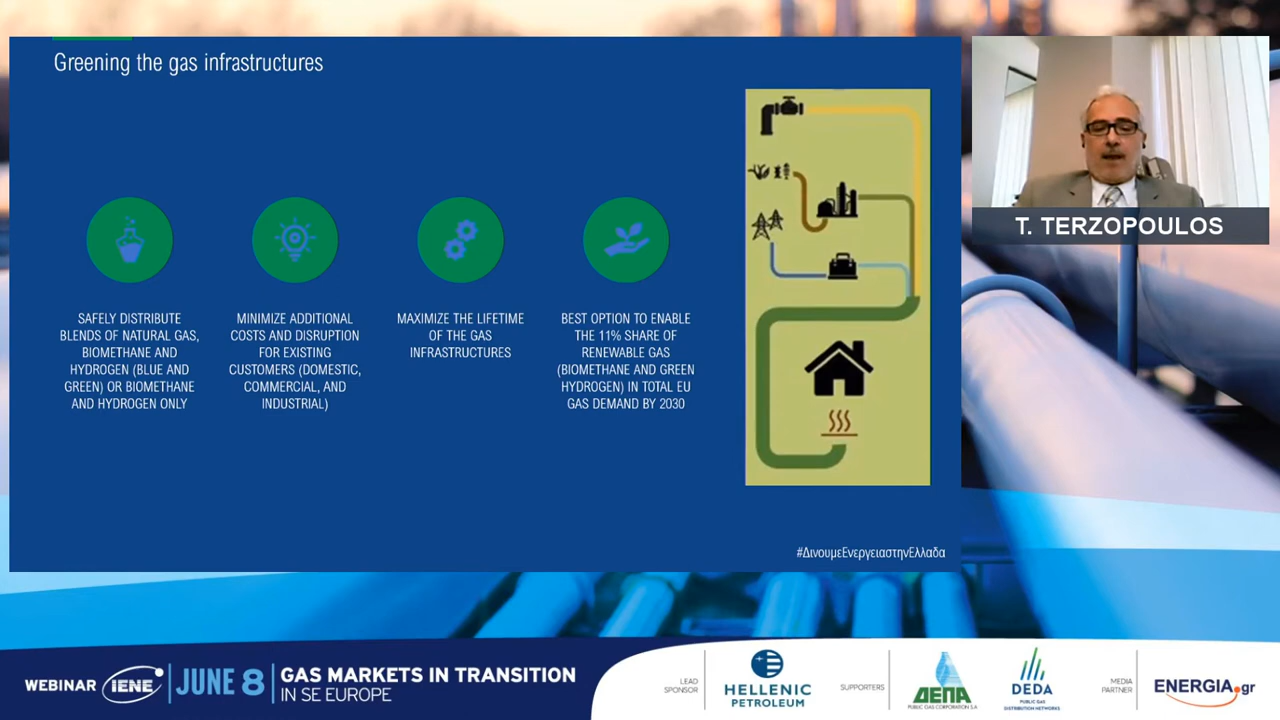 Greening the gas infrastructures
SAFELY DISTRIBUTE
BLENDS OF NATURAL GAS,
BIOMETHANE AND
HYDROGEN (BLUE AND
GREEN) OR BIOMETHANE
AND HYDROGEN ONLY
MINIMIZE ADDITIONAL
COSTS AND DISRUPTION
FOR EXISTING
CUSTOMERS (DOMESTIC,
COMMERCIAL, AND
INDUSTRIAL)
MAXIMIZE THE LIFETIME
OF THE GAS
INFRASTRUCTURES
BEST OPTION TO ENABLE
THE 11% SHARE OF
RENEWABLE GAS
(BIOMETHANE AND GREEN
HYDROGEN) IN TOTAL EU
GAS DEMAND BY 2030
#ΔινουμεΕνεργειαστηνΕλλαδα
T. TERZOPOULOS
WEBINAR IENE JUNE 8
GAS MARKETS IN TRANSITION
IN SE EUROPE
LEAD
SPONSOR
HELLENIC
PETROLEUM
SUPPORTERS
ΔΕΠΑ
PUBLIC GAS CORPORATION S.A
DEDA
PUBLIC GAS
DISTRIBUTION NETWORKS
MEDIA
PARTNER
ENERGIA.gr